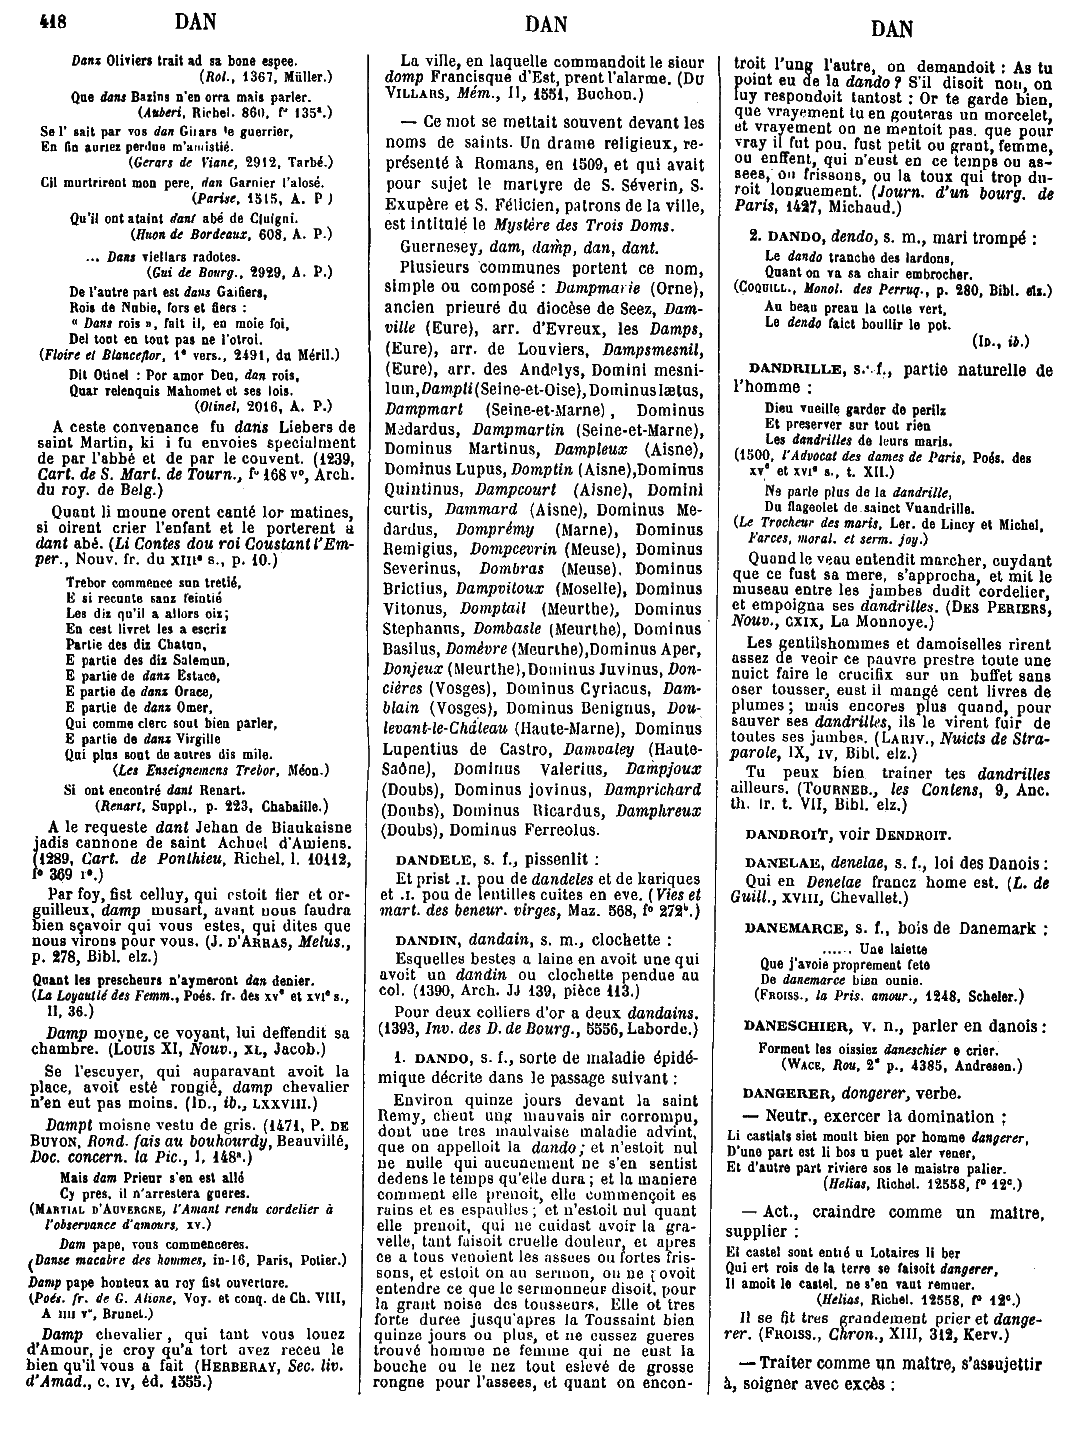 418 DAN DAN DAN
Danz Oliviers trait ad sa bone espee.
(Rol., 1367, Müller.)
Que dans Bazins n'en orra mais parler.
(Auberi, Richel. 860, f° 135ª.)
Se l' sait par vos dan Girars le guerrier,
En fin auriez perdue m'amistié.
(Gerars de Viane, 2912, Tarbé.)
Cil murtrirent mon pere, dan Garnier l'alosé.
(Parise, 1515, A. P.)
Qu'il ont ataint dant abé de Clugni.
(Huon de Bordeaux, 608, A. P.)
... Dans viellars radotes.
(Gui de Bourg., 2929, A. P.)
De l'autre part est dans Gaifiers,
Rois de Nubie, fors et fiers :
« Dans rois », fait il, en moie foi,
Del tout en tout pas ne l'otroi.
(Floire et Blanceflor, 1ᵉ vers., 2491, du Méril.)
Dit Otinel : Por amor Deu, dan rois,
Quar relenquis Mahomet et ses lois.
(Otinel, 2016, A. P.)
A ceste convenance fu dans Liebers de
saint Martin, ki i fu envoies specialment
de par l'abbé et de par le couvent. (1239,
Cart. de S. Mart. de Tourn., f° 168 v°, Arch.
du roy. de Belg.)
Quant li moune orent canté lor matines,
si oirent crier l'enfant et le porterent a
dant abé. (Li Contes dou roi Coustant l'Em-
per., Nouv. fr. du XIIIᵉ s., p. 10.)
Trebor commence son tretié,
E si recunte sanz feintié
Les diz qu'il a allors oiz;
En cest livret les a escriz
Partie des diz Chatun,
E partie des diz Salemun,
E partie de danz Estace,
E partie de danz Orace,
E partie de danz Omer,
Qui comme clerc sout bien parler,
E partie de danz Virgille
Qui plus sout de autres dis mile.
(Les Enseignemens Trebor, Méon.)
Si ont encontré dant Renart.
(Renart, Suppl., p. 223, Chabaille.)
A le requeste dant Jehan de Biaukaisne
jadis cannone de saint Achuel d'Amiens.
(1289, Cart. de Ponthieu, Richel. l. 10112,
f° 369 r°.)
Par foy, fist celluy, qui estoit fier et or-
guilleux, damp musart, avant nous faudra
bien sçavoir qui vous estes, qui dites que
nous virons pour vous. (J. D'ARRAS, Melus.,
p. 278, Bibl. elz.)
Quant les prescheurs n'aymeront dan denier.
(La Loyaulté des Femm., Poés. fr. des XVᵉ et XVIᵉ s.,
II, 36.)
Damp moyne, ce voyant, lui deffendit sa
chambre. (LOUIS XI, Nouv., XL, Jacob.)
Se l'escuyer, qui auparavant avoit la
place, avoit esté rongié, damp chevalier
n'en eut pas moins. (ID., ib., LXXVIII.)
Dampt moisne vestu de gris. (1471, P. DE
BUYON, Rond. fais au bouhourdy, Beauvillé,
Doc. concern. la Pic., I, 148ª.)
Mais dam Prieur s'en est allé
Cy prés, il n'arrestera gueres.
(MARTIAL D'AUVERGNE, l'Amant rendu cordelier à
l'observance d'amours, XV.)
Dam pape, vous commencerez.
(Danse macabre des hommes, in-16, Paris, Potier.)
Damp pape honteux au roy fist ouverture.
(Poés. fr. de G. Alione, Voy. et conq. de Ch. VIII,
A IIII v°, Brunet.)
Damp chevalier, qui tant vous louez
d'Amour, je croy qu'a tort avez receu le
bien qu'il vous a fait (HERBERAY, Sec. liv.
d'Amad., c. IV, éd. 1555.)
La ville, en laquelle commandoit le sieur
domp Francisque d'Est, prent l'alarme. (DU
VILLARS, Mém., II, 1551, Buchon.)
— Ce mot se mettait souvent devant les
noms de saints. Un drame religieux, re-
présenté à Romans, en 1509, et qui avait
pour sujet le martyre de S. Séverin, S.
Exupère et S. Félicien, patrons de la ville,
est intitulé le Mystère des Trois Doms.
Guernesey, dam, damp, dan, dant.
Plusieurs communes portent ce nom,
simple ou composé : Dampmarie (Orne),
ancien prieuré du diocèse de Seez, Dam-
ville (Eure), arr. d'Evreux, les Damps,
(Eure), arr. de Louviers, Dampsmesnil,
(Eure), arr. des Andelys, Domini mesni-
lum, Dampli (Seine-et-Oise), Dominus lætus,
Dampmart (Seine-et-Marne), Dominus
Medardus, Dampmartin (Seine-et-Marne),
Dominus Martinus, Dampleux (Aisne),
Dominus Lupus, Domptin (Aisne), Dominus
Quintinus, Dampcourt (Aisne), Domini
curtis, Dammard (Aisne), Dominus Me-
dardus, Domprémy (Marne), Dominus
Remigius, Dompcevrin (Meuse), Dominus
Severinus, Dombras (Meuse), Dominus
Brictius, Dampvitoux (Moselle), Dominus
Vitonus, Domptail (Meurthe), Dominus
Stephanus, Dombasle (Meurthe), Dominus
Basilus, Domèvre (Meurthe), Dominus Aper,
Donjeux (Meurthe), Dominus Juvinus, Don-
cières (Vosges), Dominus Cyriacus, Dam-
blain (Vosges), Dominus Benignus, Dou-
levant-le-Château (Haute-Marne), Dominus
Lupentius de Castro, Damvaley (Haute-
Saône), Dominus Valerius, Dampjoux
(Doubs), Dominus jovinus, Damprichard
(Doubs), Dominus Ricardus, Damphreux
(Doubs), Dominus Ferreolus.
DANDELE, s. f., pissenlit :
Et prist .I. pou de dandeles et de kariques
et .I. pou de lentilles cuites en eve. (Vies et
mart. des beneur. virges, Maz. 568, f° 272ᵇ.)
DANDIN, dandain, s. m., clochette :
Esquelles bestes a laine en avoit une qui
avoit un dandin ou clochette pendue au
col. (1390, Arch. JJ 139, pièce 113.)
Pour deux colliers d'or a deux dandains.
(1393, Inv. des D. de Bourg., 5556, Laborde.)
1. DANDO, s. f., sorte de maladie épidé-
mique décrite dans le passage suivant :
Environ quinze jours devant la saint
Remy, cheut ung mauvais air corrompu,
dont une tres maulvaise maladie advint,
que on appelloit la dando; et n'estoit nul
ne nulle qui aucunement ne s'en sentist
dedens le temps qu'elle dura ; et la maniere
comment elle prenoit, elle commençoit es
rains et es espaulles ; et n'estoit nul quant
elle prenoit, qui ne cuidast avoir la gra-
velle, tant faisoit cruelle douleur, et apres
ce a tous venoient les assees ou fortes fris-
sons, et estoit on au sermon, on ne povoit
entendre ce que le sermonneur disoit, pour
la grant noise des tousseurs. Elle ot tres
forte duree jusqu'apres la Toussaint bien
quinze jours ou plus, et ne eussez gueres
trouvé homme ne femme qui ne eust la
bouche ou le nez tout eslevé de grosse
rongne pour l'assees, et quant on encon-
troit l'ung l'autre, on demandoit : As tu
point eu de la dando ? S'il disoit non, on
luy respondoit tantost : Or te garde bien,
que vrayement tu en gouteras un morcelet,
et vrayement on ne mentoit pas. que pour
vray il fut pou. fust petit ou grant, femme,
ou enffent, qui n'eust en ce temps ou as-
sees, ou frissons, ou la toux qui trop du-
roit longuement. (Journ. d'un bourg. de
Paris, 1427, Michaud.)
2. DANDO, dendo, s. m., mari trompé :
Le dando tranche des lardons,
Quant on va sa chair embrocher.
(COQUILL., Monol. des Perruq., p. 280, Bibl. elz.)
Au beau preau la cotte vert,
Le dendo faict boullir le pot.
(ID., ib.)
DANDRILLE, s. f., partie naturelle de
l'homme :
Dieu vueille garder de perilz
Et preserver sur tout rien
Les dandrilles de leurs maris.
(1500, l'Advocat des dames de Paris, Poés. des
XVᵉ et XVIᵉ s., t. XII.)
Ne parle plus de la dandrille,
Du flageolet de sainct Vuandrille.
(Le Trocheur des maris, Ler. de Lincy et Michel,
Farces, moral. et serm. joy.)
Quand le veau entendit marcher, cuydant
que ce fust sa mere, s'approcha, et mit le
museau entre les jambes dudit cordelier,
et empoigna ses dandrilles. (DES PERIERS,
Nouv., CXIX, La Monnoye.)
Les gentilshommes et damoiselles rirent
assez de veoir ce pauvre prestre toute une
nuict faire le crucifix sur un buffet sans
oser tousser, eust il mangé cent livres de
plumes ; mais encores plus quand, pour
sauver ses dandrilles, ils le virent fuir de
toutes ses jambes. (LARIV., Nuicts de Stra-
parole, IX, IV, Bibl. elz.)
Tu peux bien trainer tes dandrilles
ailleurs. (TOURNEB., les Contens, 9, Anc.
th. fr. t. VII, Bibl. elz.)
DANDROIT, voir DENDROIT.
DANELAE, denelae, s. f., loi des Danois :
Qui en Denelae francz home est. (L. de
Guill., XVIII, Chevallet.)
DANEMARCE, s. f., bois de Danemark :
...... Une laiette
Que j'avoie proprement fete
De danemarce bien ounie.
(FROISS., la Pris. amour., 1248, Scheler.)
DANESCHIER, v. n., parler en danois :
Forment les oissiez daneschier e crier.
(WACE, Rou, 2ᵉ p., 4385, Andresen.)
DANGERER, dongerer, verbe.
— Neutr., exercer la domination :
Li castials siet moult bien por homme dangerer,
D'une part est li bos u puet aler vener,
Et d'autre part riviere sos le maistre palier.
(Helias, Richel. 12558, f° 12ᶜ.)
— Act., craindre comme un maître,
supplier :
El castel sont entré u Lotaires li ber
Qui ert rois de la terre se faisoit dangerer,
Il amoit le castel, ne s'en vaut remuer.
(Helias, Richel. 12558, f° 12ᶜ.)
Il se fit tres grandement prier et dange-
rer. (FROISS., Chron., XIII, 312, Kerv.)
— Traiter comme un maître, s'assujettir
à, soigner avec excès :